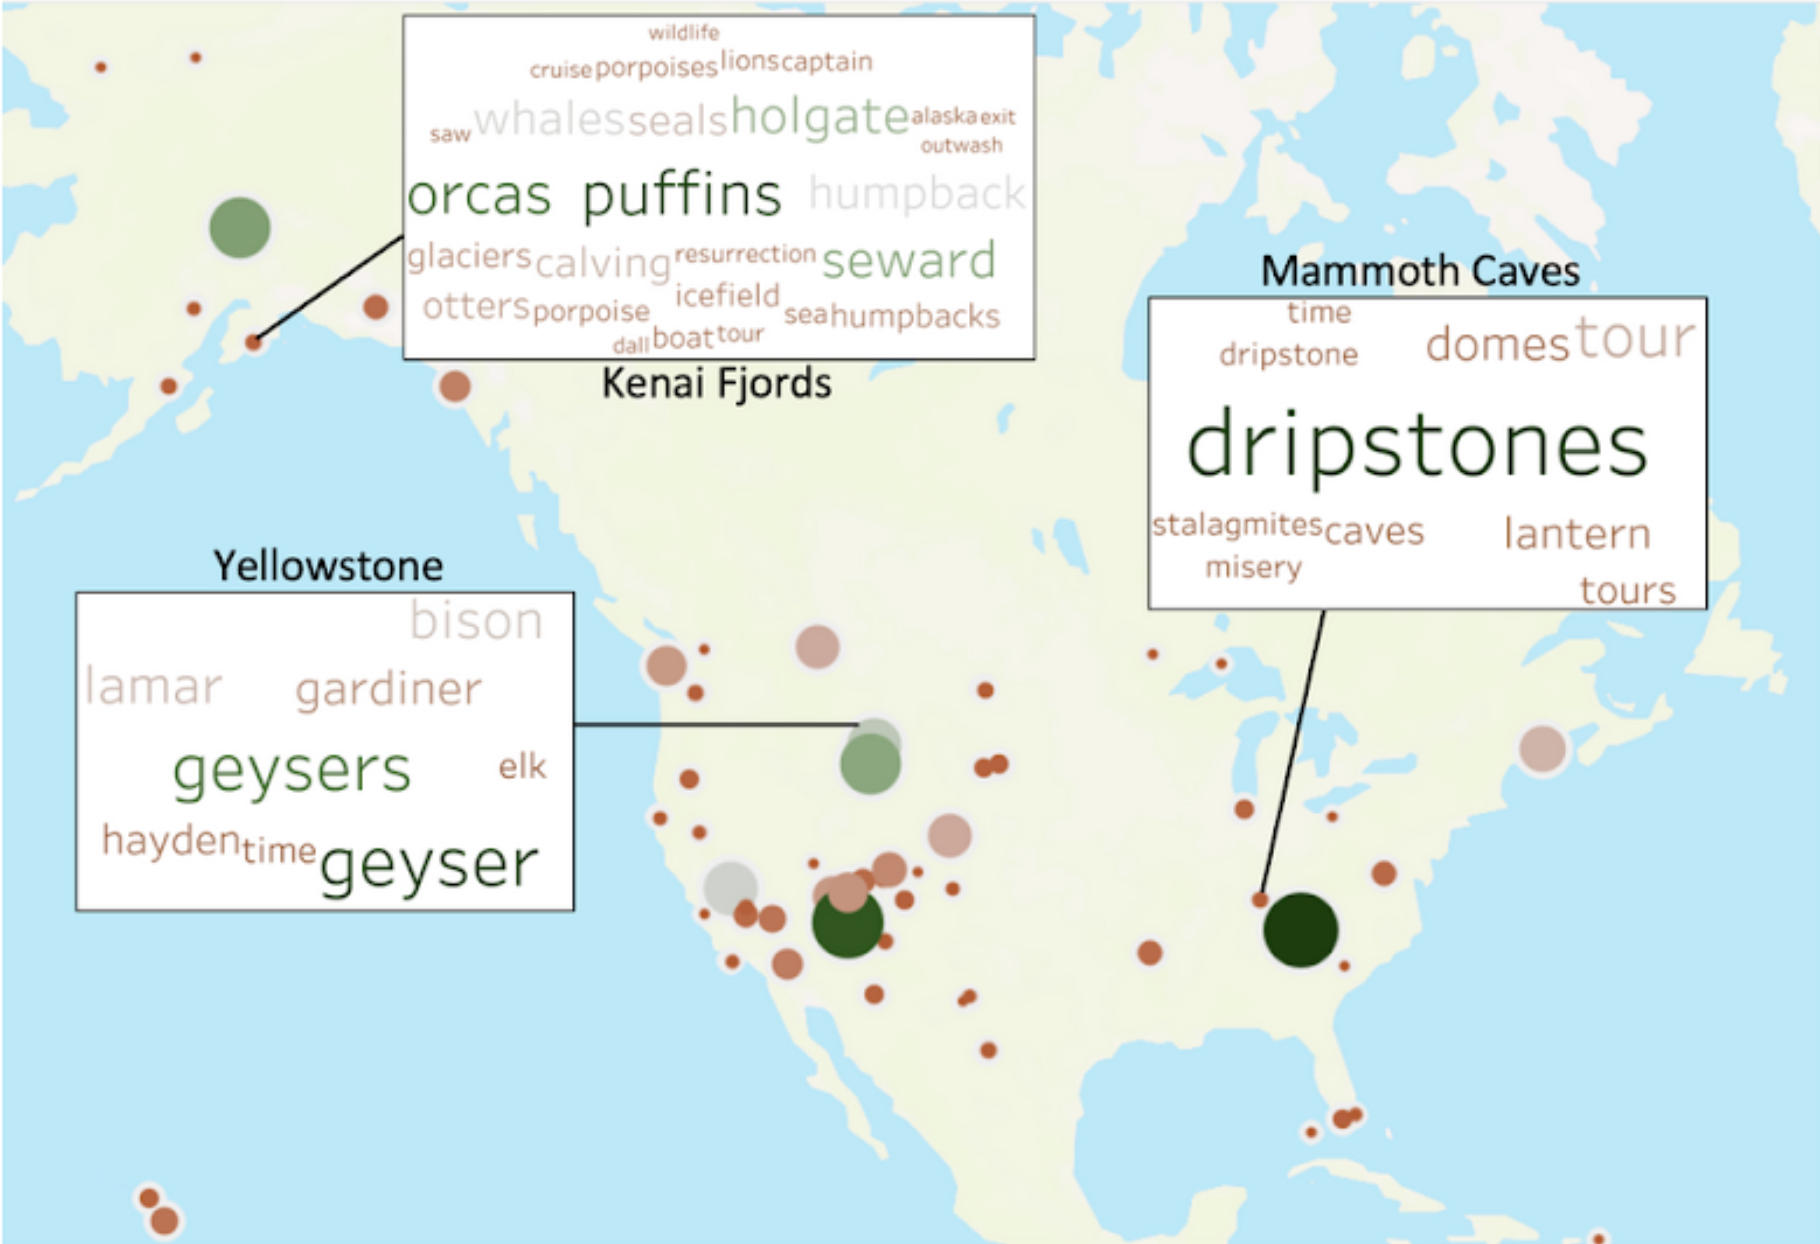 wildlife
cruise porpoises lions captain
saw whales seals holgate alaska exit
outwash
orcas puffins humpback
glaciers calving resurrection seward
otters porpoise icefield sea humpbacks
dall boat tour
Kenai Fjords
Mammoth Caves
time
dripstone domes tour
dripstones
stalagmites caves lantern
misery
tours
Yellowstone
bison
lamar gardiner
geysers elk
hayden time geyser